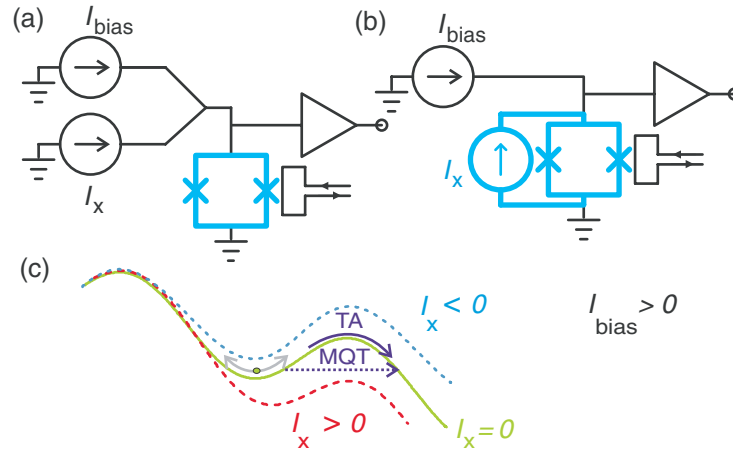 (a)
I bias
I x
(b)
I bias
I x
(c)
TA
MQT
I x < 0
I bias > 0
I x > 0
I x = 0